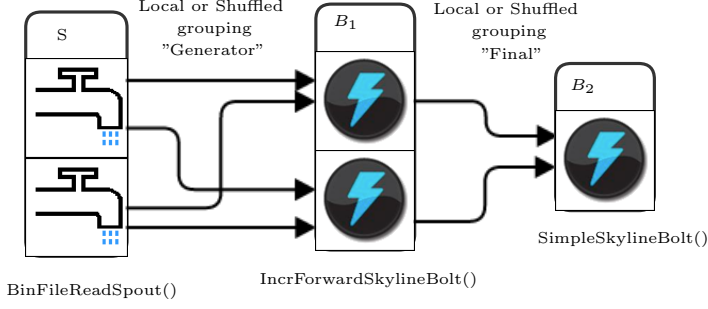 Local or Shuffled
grouping
"Generator"
Local or Shuffled
grouping
"Final"
S
B1
B2
BinFileReadSpout()
IncrForwardSkylineBolt()
SimpleSkylineBolt()